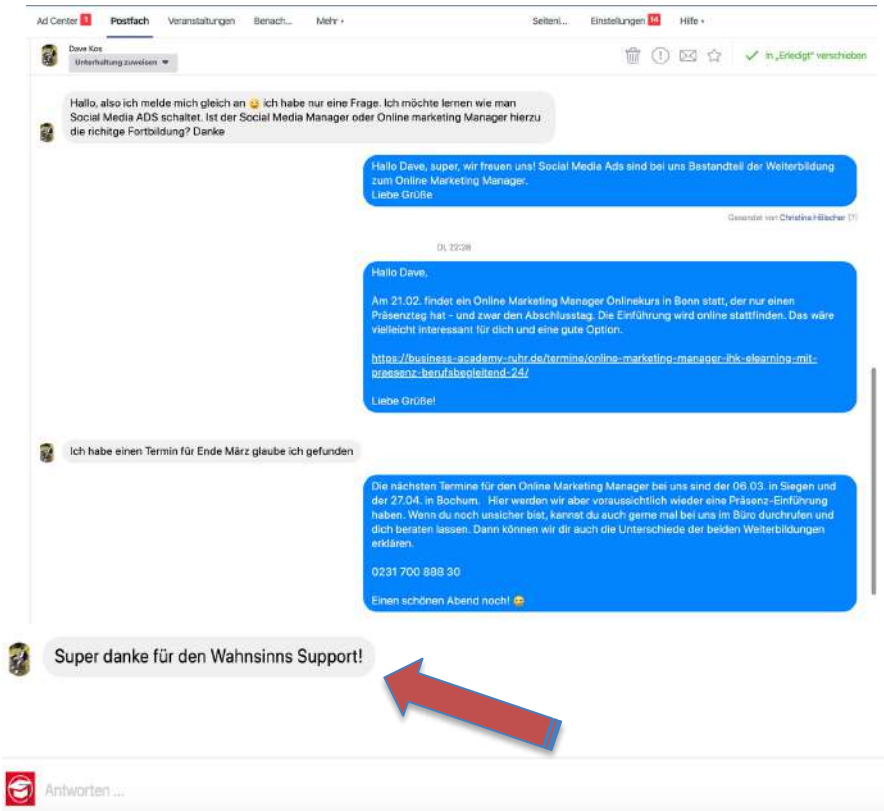 Ad Center 1 Postfach Veranstaltungen Benach... Mehr Seiteni... Einstellungen 14 Hilfe
Dave Kos
Unterhaltung zuweisen
in „Erledigt“ verschieben
Hallo, also ich melde mich gleich an 😀 ich habe nur eine Frage. Ich möchte lernen wie man
Social Media ADS schaltet. Ist der Social Media Manager oder Online marketing Manager hierzu
die richitge Fortbildung? Danke
Hallo Dave, super, wir freuen uns! Social Media Ads sind bei uns Bestandteil der Weiterbildung
zum Online Marketing Manager.
Liebe Grüße
Gesendet von Christina Hilscher [?]
DI, 22:28
Hallo Dave,
Am 21.02. findet ein Online Marketing Manager Onlinekurs in Bonn statt, der nur einen
Präsenztag hat - und zwar den Abschlusstag. Die Einführung wird online stattfinden. Das wäre
vielleicht interessant für dich und eine gute Option.
https://business-academy-ruhr.de/termine/online-marketing-manager-ihk-elearning-mit-
praesenz-berufsbegleitend-24/
Liebe Grüße!
Ich habe einen Termin für Ende März glaube ich gefunden
Die nächsten Termine für den Online Marketing Manager bei uns sind der 06.03. in Siegen und
der 27.04. in Bochum. Hier werden wir aber voraussichtlich wieder eine Präsenz-Einführung
haben. Wenn du noch unsicher bist, kannst du auch gerne mal bei uns im Büro durchrufen und
dich beraten lassen. Dann können wir dir auch die Unterschiede der beiden Weiterbildungen
erklären.
0231 700 888 30
Einen schönen Abend noch! 😄
Super danke für den Wahnsinns Support!
Antworten ...